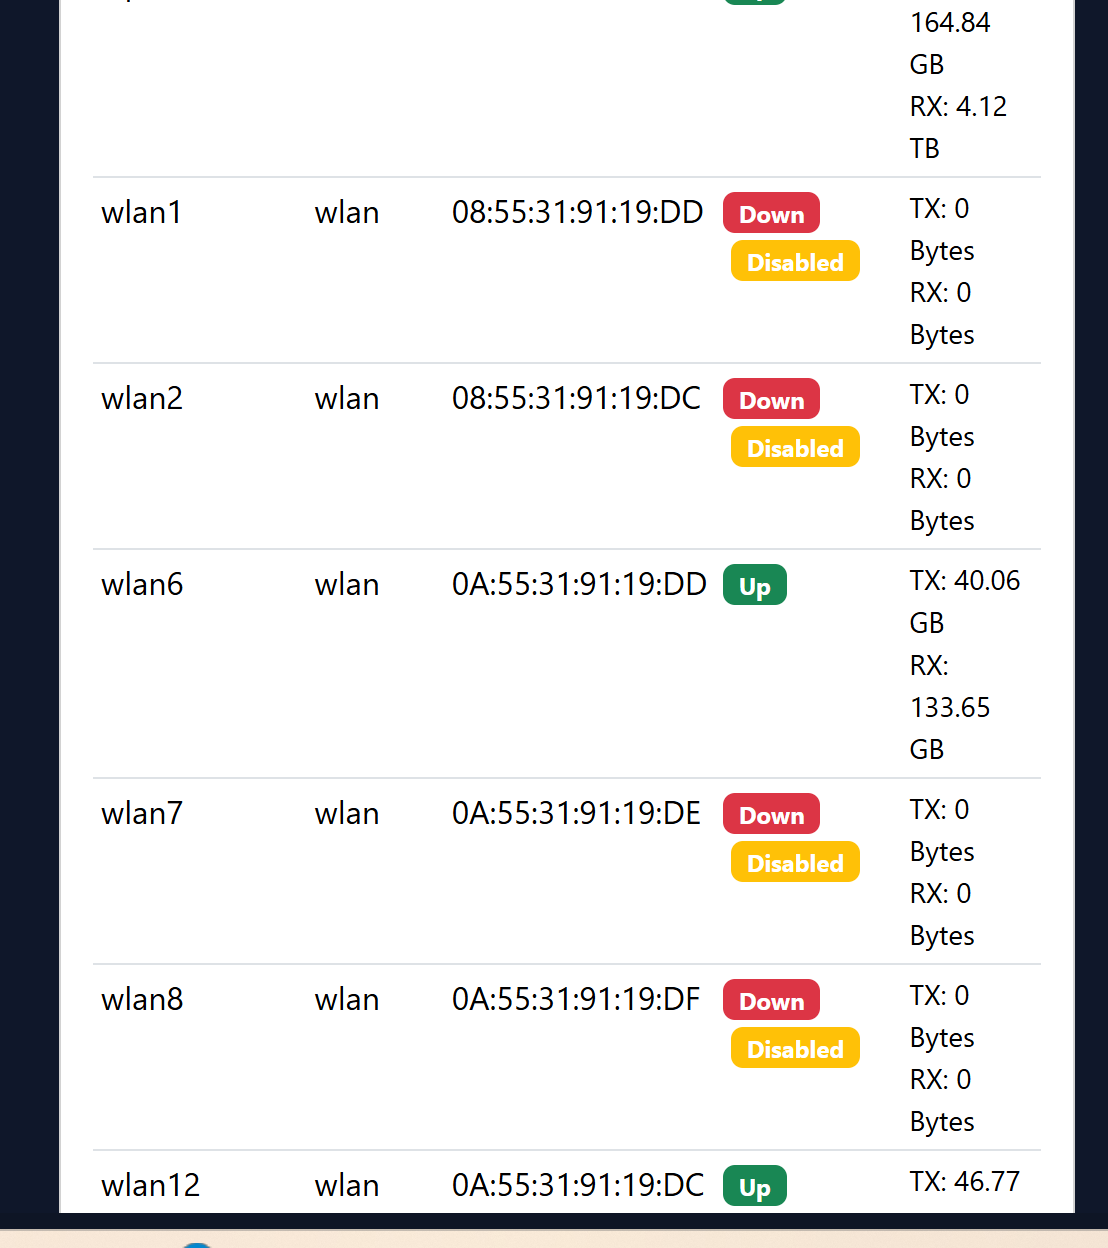 164.84
GB
RX: 4.12
TB
wlan1 wlan 08:55:31:91:19:DD Down TX: 0
Disabled Bytes
RX: 0
Bytes
wlan2 wlan 08:55:31:91:19:DC Down TX: 0
Disabled Bytes
RX: 0
Bytes
wlan6 wlan 0A:55:31:91:19:DD Up TX: 40.06
GB
RX:
133.65
GB
wlan7 wlan 0A:55:31:91:19:DE Down TX: 0
Disabled Bytes
RX: 0
Bytes
wlan8 wlan 0A:55:31:91:19:DF Down TX: 0
Disabled Bytes
RX: 0
Bytes
wlan12 wlan 0A:55:31:91:19:DC Up TX: 46.77